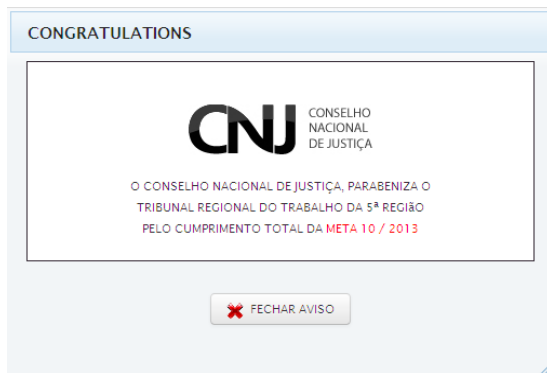 CONGRATULATIONS
CNJ
CONSELHO
NACIONAL
DE JUSTIÇA
O CONSELHO NACIONAL DE JUSTIÇA, PARABENIZA O
TRIBUNAL REGIONAL DO TRABALHO DA 5ª REGIãO
PELO CUMPRIMENTO TOTAL DA META 10 / 2013
FECHAR AVISO